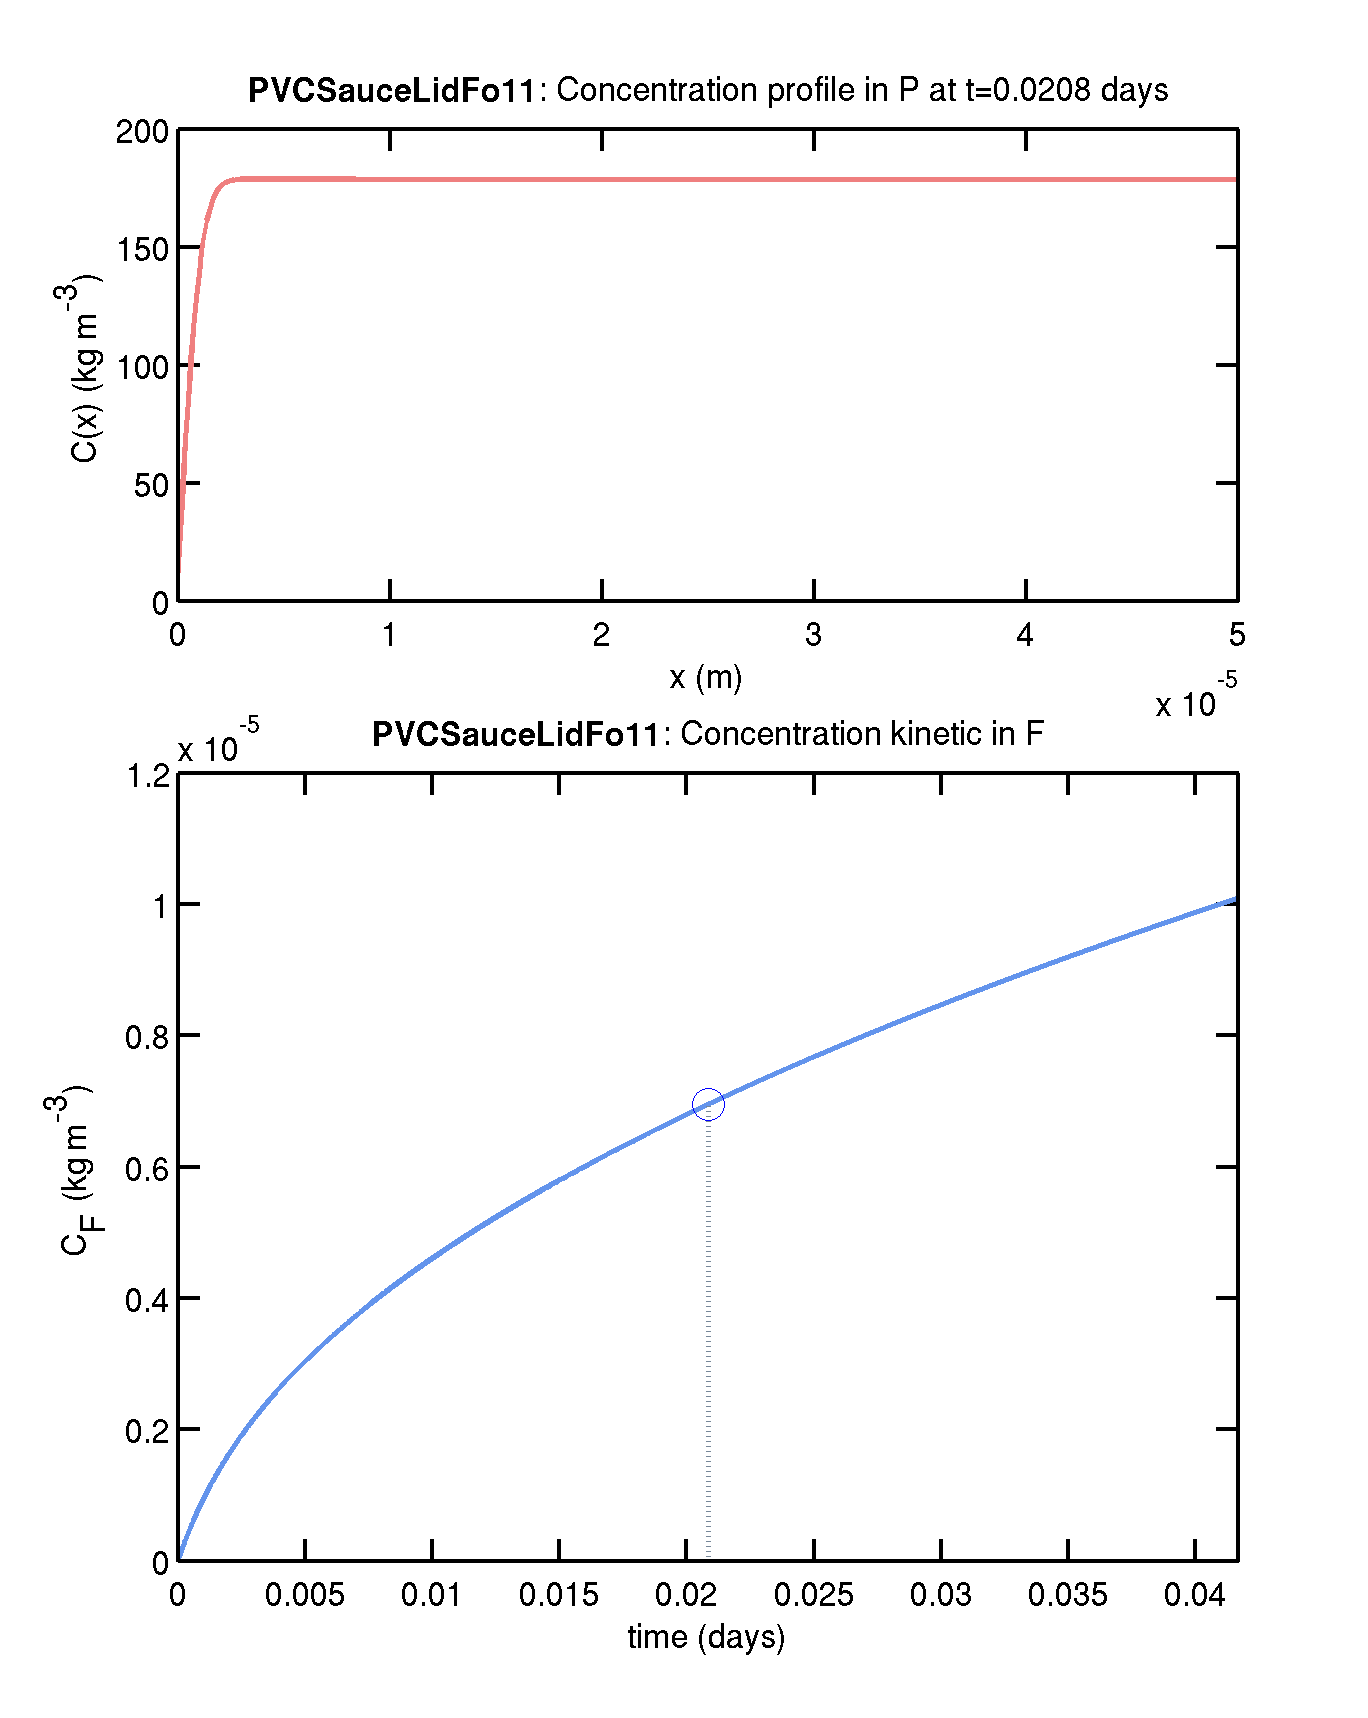 PVCSauceLidFo11: Concentration profile in P at t=0.0208 days
200
150
100
50
0
C(x) (kg m-3)
0 1 2 3 4 5
x (m)
x 10-5
PVCSauceLidFo11: Concentration kinetic in F
x 10-5
1.2
1
0.8
0.6
0.4
0.2
0
CF (kg m-3)
0 0.005 0.01 0.015 0.02 0.025 0.03 0.035 0.04
time (days)